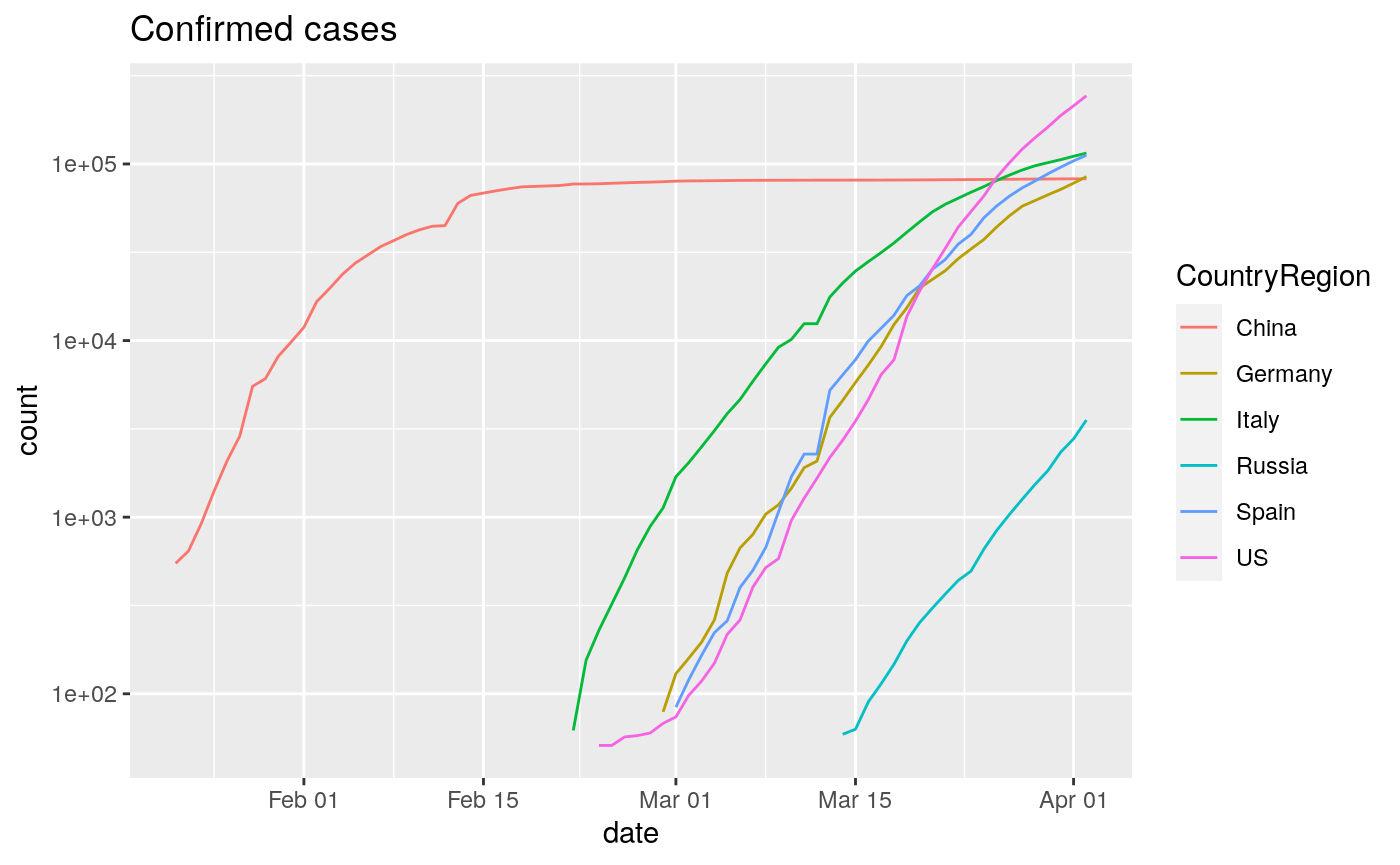 Confirmed cases
1e+05
1e+04
1e+03
1e+02
count
Feb 01
Feb 15
Mar 01
Mar 15
Apr 01
date
CountryRegion
China
Germany
Italy
Russia
Spain
US